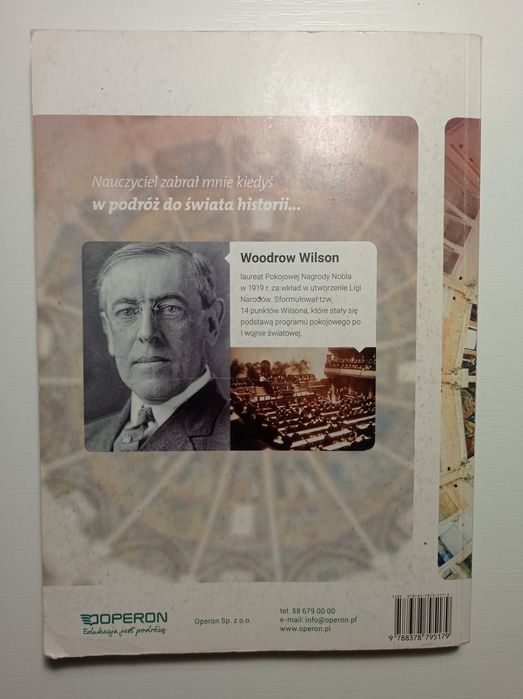 Nauczyciel zabrał mnie kiedyś
w podróż do świata historii...
Woodrow Wilson
laureat Pokojowej Nagrody Nobla
w 1919 r. za wkład w utworzenie Ligi
Narodów. Sformułował tzw.
14 punktów Wilsona, które stały się
podstawą programu pokojowego po
I wojnie światowej.
OPERON
Edukacja jest podróżą
Operon Sp. z o.o.
tel. 58 679 00 00
e-mail: info@operon.pl
www.operon.pl
ISBN
9 788378 795179